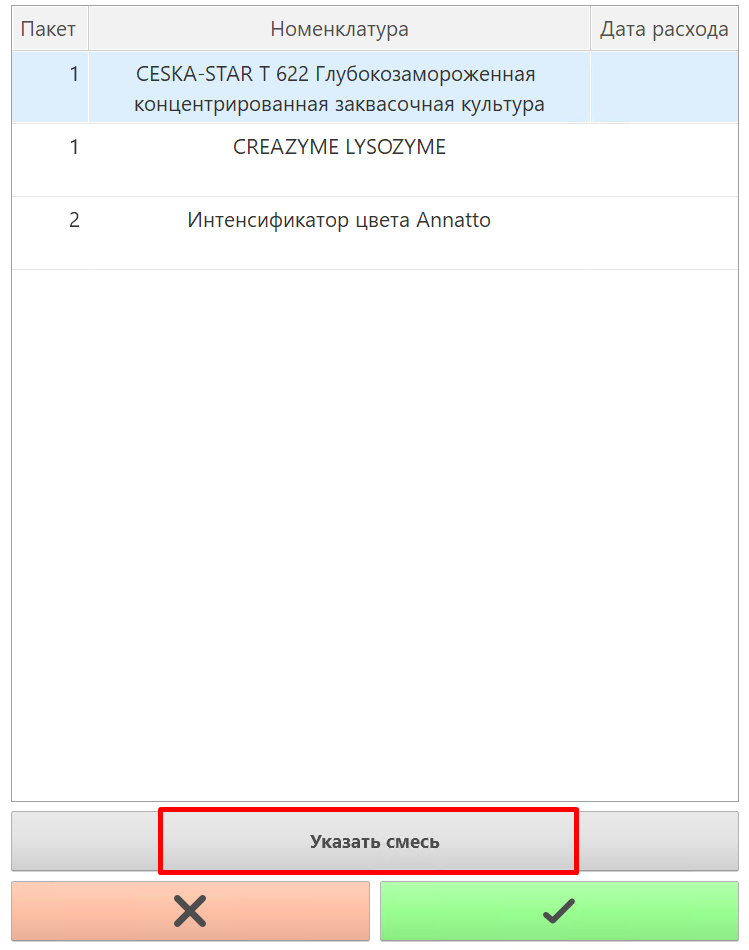 Пакет Номенклатура Дата расхода
1 CESKA-STAR T 622 Глубокозамороженная
концентрированная заквасочная культура
1 CREAZYME LYSOZYME
2 Интенсификатор цвета Annatto
Указать смесь